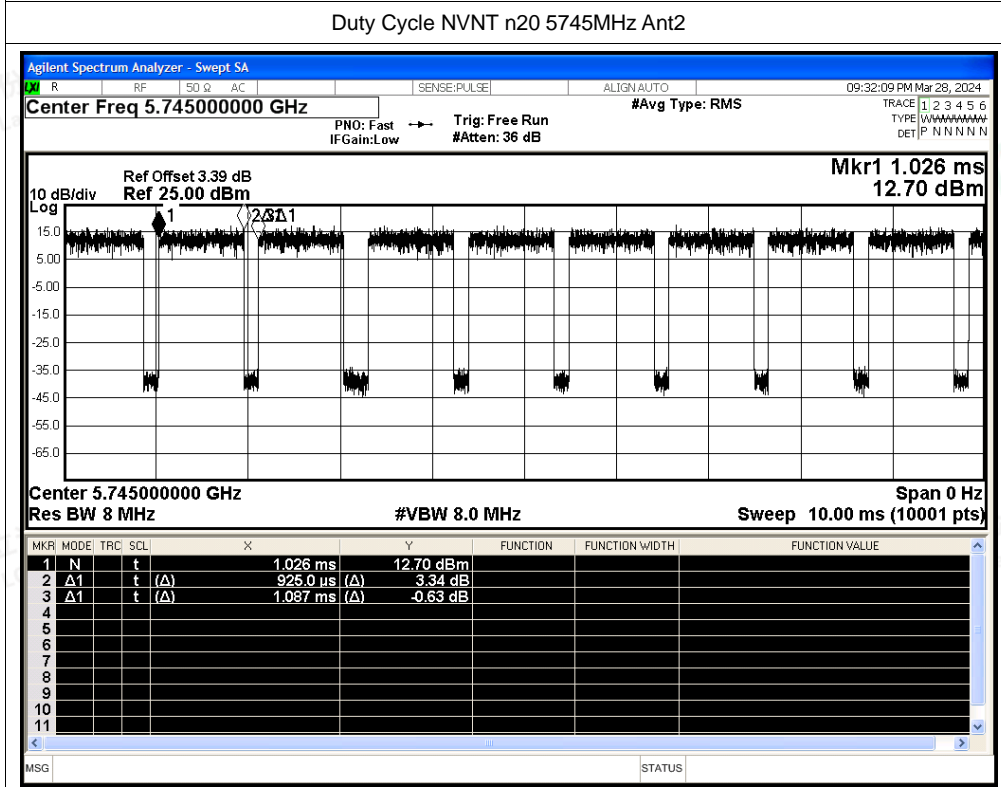 Duty Cycle NVNT n20 5745MHz Ant2
Agilent Spectrum Analyzer - Swept SA
LXI R RF 50 Ω AC SENSE:PULSE ALIGN AUTO 09:32:09 PM Mar 28, 2024
Center Freq 5.745000000 GHz #Avg Type: RMS TRACE 1 2 3 4 5 6
PNO: Fast Trig: Free Run TYPE WWWWWW
IFGain:Low #Atten: 36 dB DET P N N N N N
Mkr1 1.026 ms
Ref Offset 3.39 dB
10 dB/div Ref 25.00 dBm 12.70 dBm
Log
1
15.0
5.00
-5.00
-15.0
-25.0
-35.0
-45.0
-55.0
-65.0
Center 5.745000000 GHz Span 0 Hz
Res BW 8 MHz #VBW 8.0 MHz Sweep 10.00 ms (10001 pts)
MKR MODE TRC SCL X Y FUNCTION FUNCTION WIDTH FUNCTION VALUE
1 N t 1.026 ms 12.70 dBm
2 Δ1 t (Δ) 925.0 µs (Δ) 3.34 dB
3 Δ1 t (Δ) 1.087 ms (Δ) -0.63 dB
4
5
6
7
8
9
10
11
MSG STATUS